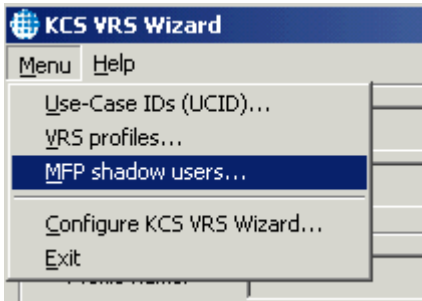 KCS VRS Wizard
Menu Help
Use-Case IDs (UCID)...
VRS profiles...
MFP shadow users...
Configure KCS VRS Wizard...
Exit